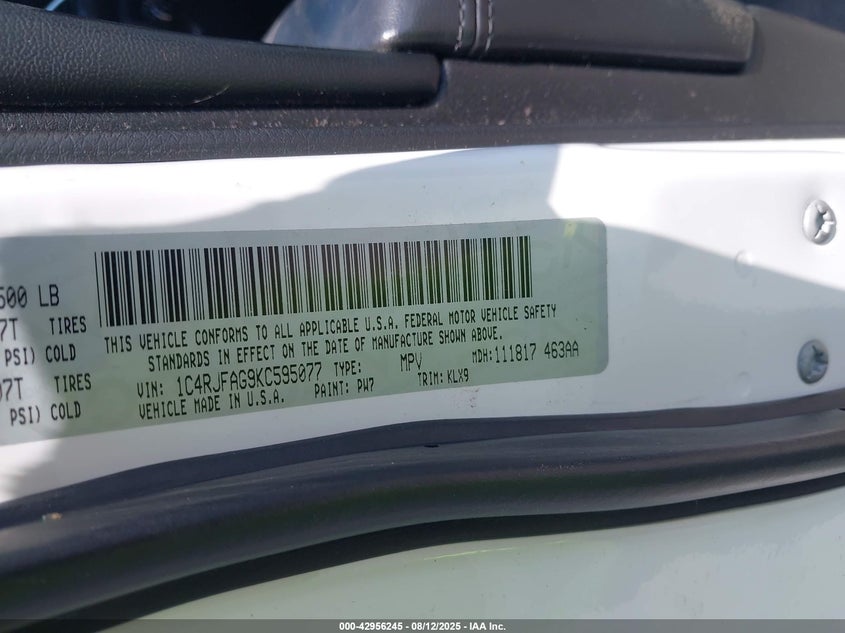 500 LB
7T TIRES
PSI) COLD
07T TIRES
PSI) COLD
THIS VEHICLE CONFORMS TO ALL APPLICABLE U.S.A. FEDERAL MOTOR VEHICLE SAFETY
STANDARDS IN EFFECT ON THE DATE OF MANUFACTURE SHOWN ABOVE.
VIN: 1C4RJFAG9KC595077 TYPE: MPV MDH: 111817 463AA
VEHICLE MADE IN U.S.A. PAINT: PW7 TRIM: KLX9
000-42956245 - 08/12/2025 - IAA Inc.